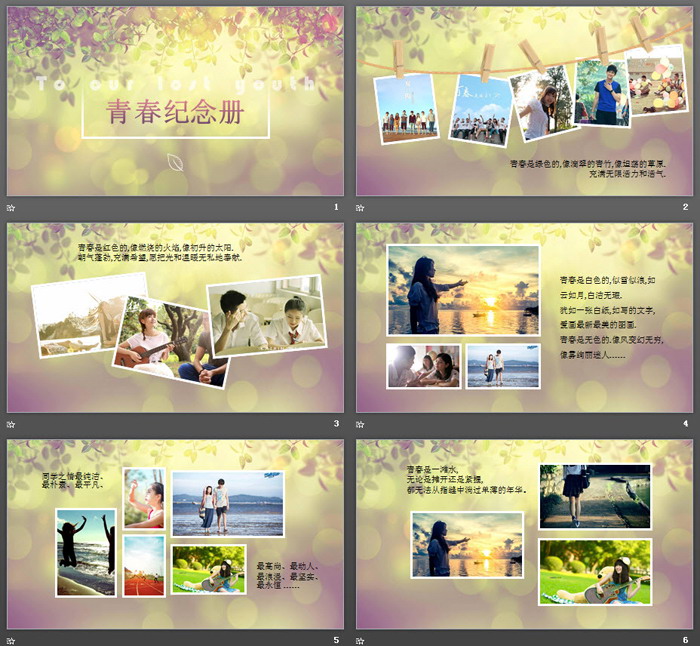 To our lost youth
青春纪念册
1
青春是绿色的,像滴翠的青竹,像坦荡的草原.
充满无限活力和活气.
2
青春是红色的,像燃烧的火焰,像初升的太阳.
朝气蓬勃,充满希望,愿把光和温暖无私地奉献.
3
青春是白色的,似雪似浪,如
云如月,白洁无瑕.
犹如一张白纸,如写的文字,
爱画最新最美的丽画.
青春是无色的.像风变幻无穷,
像雾绚丽迷人......
4
同学之情最纯洁、
最朴素、最平凡、
最高尚、最动人、
最浪漫、最坚实、
最永恒......
5
青春是一滩水,
无论是摊开还是紧握,
都无法从指缝中淌过单薄的年华。
6